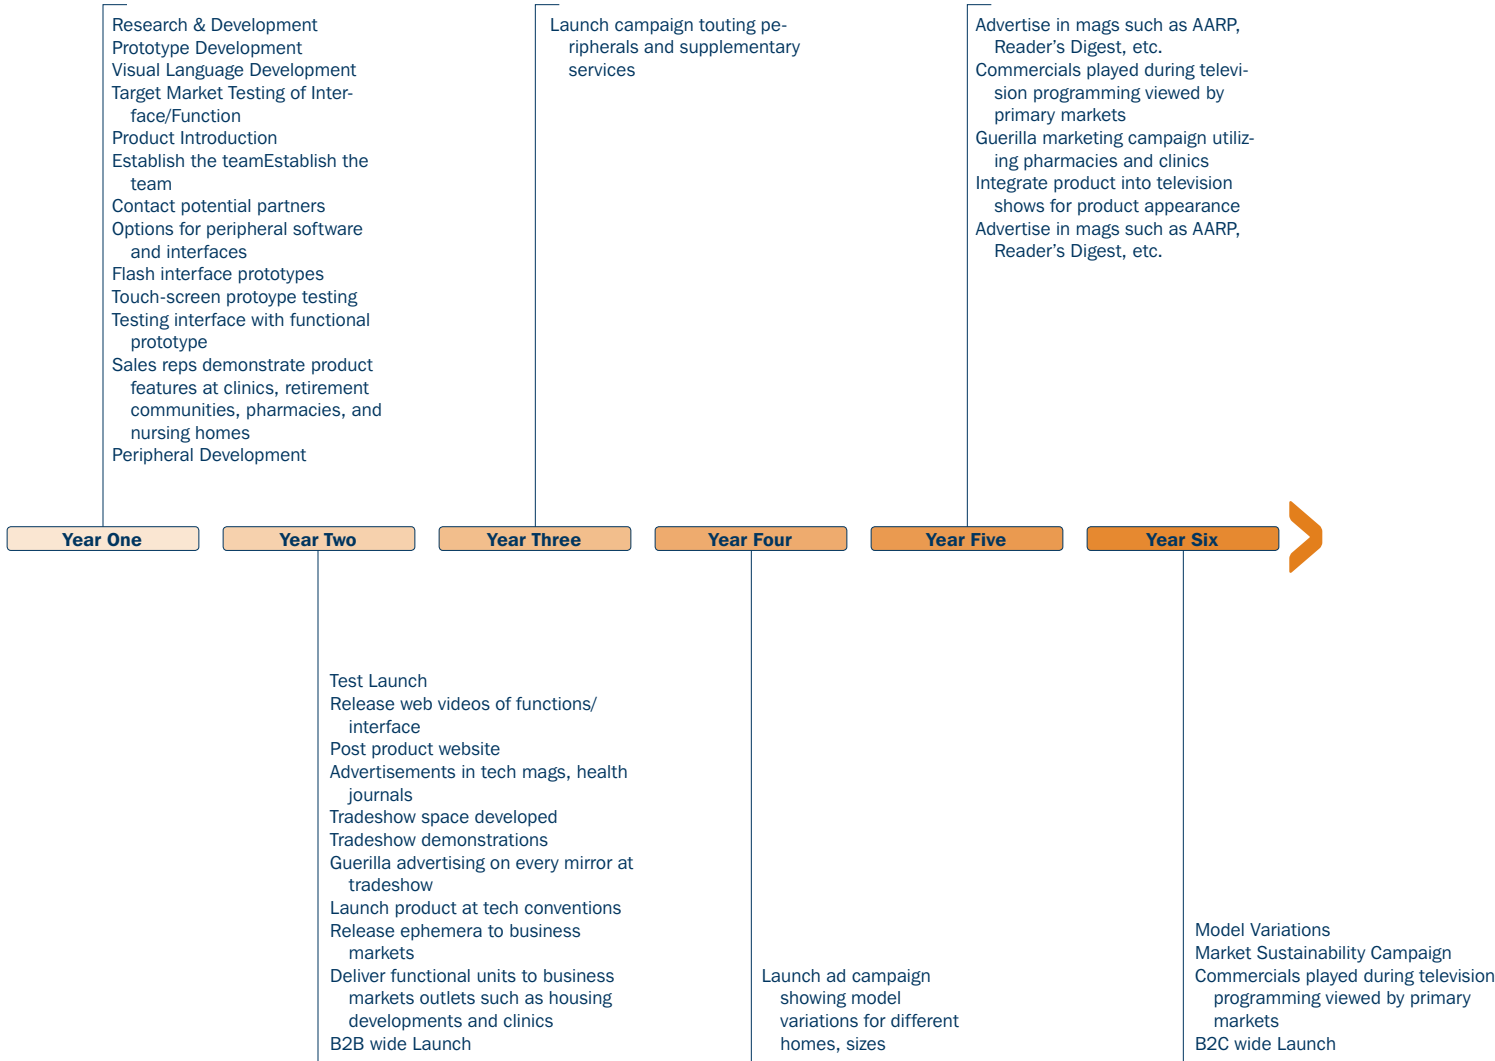 Research & Development
Prototype Development
Visual Language Development
Target Market Testing of Inter-
face/Function
Product Introduction
Establish the teamEstablish the
team
Contact potential partners
Options for peripheral software
and interfaces
Flash interface prototypes
Touch-screen protoype testing
Testing interface with functional
prototype
Sales reps demonstrate product
features at clinics, retirement
communities, pharmacies, and
nursing homes
Peripheral Development
Launch campaign touting pe-
ripherals and supplementary
services
Advertise in mags such as AARP,
Reader's Digest, etc.
Commercials played during televi-
sion programming viewed by
primary markets
Guerilla marketing campaign utiliz-
ing pharmacies and clinics
Integrate product into television
shows for product appearance
Advertise in mags such as AARP,
Reader's Digest, etc.
Year One
Year Two
Year Three
Year Four
Year Five
Year Six
Test Launch
Release web videos of functions/
interface
Post product website
Advertisements in tech mags, health
journals
Tradeshow space developed
Tradeshow demonstrations
Guerilla advertising on every mirror at
tradeshow
Launch product at tech conventions
Release ephemera to business
markets
Deliver functional units to business
markets outlets such as housing
developments and clinics
B2B wide Launch
Launch ad campaign
showing model
variations for different
homes, sizes
Model Variations
Market Sustainability Campaign
Commercials played during television
programming viewed by primary
markets
B2C wide Launch